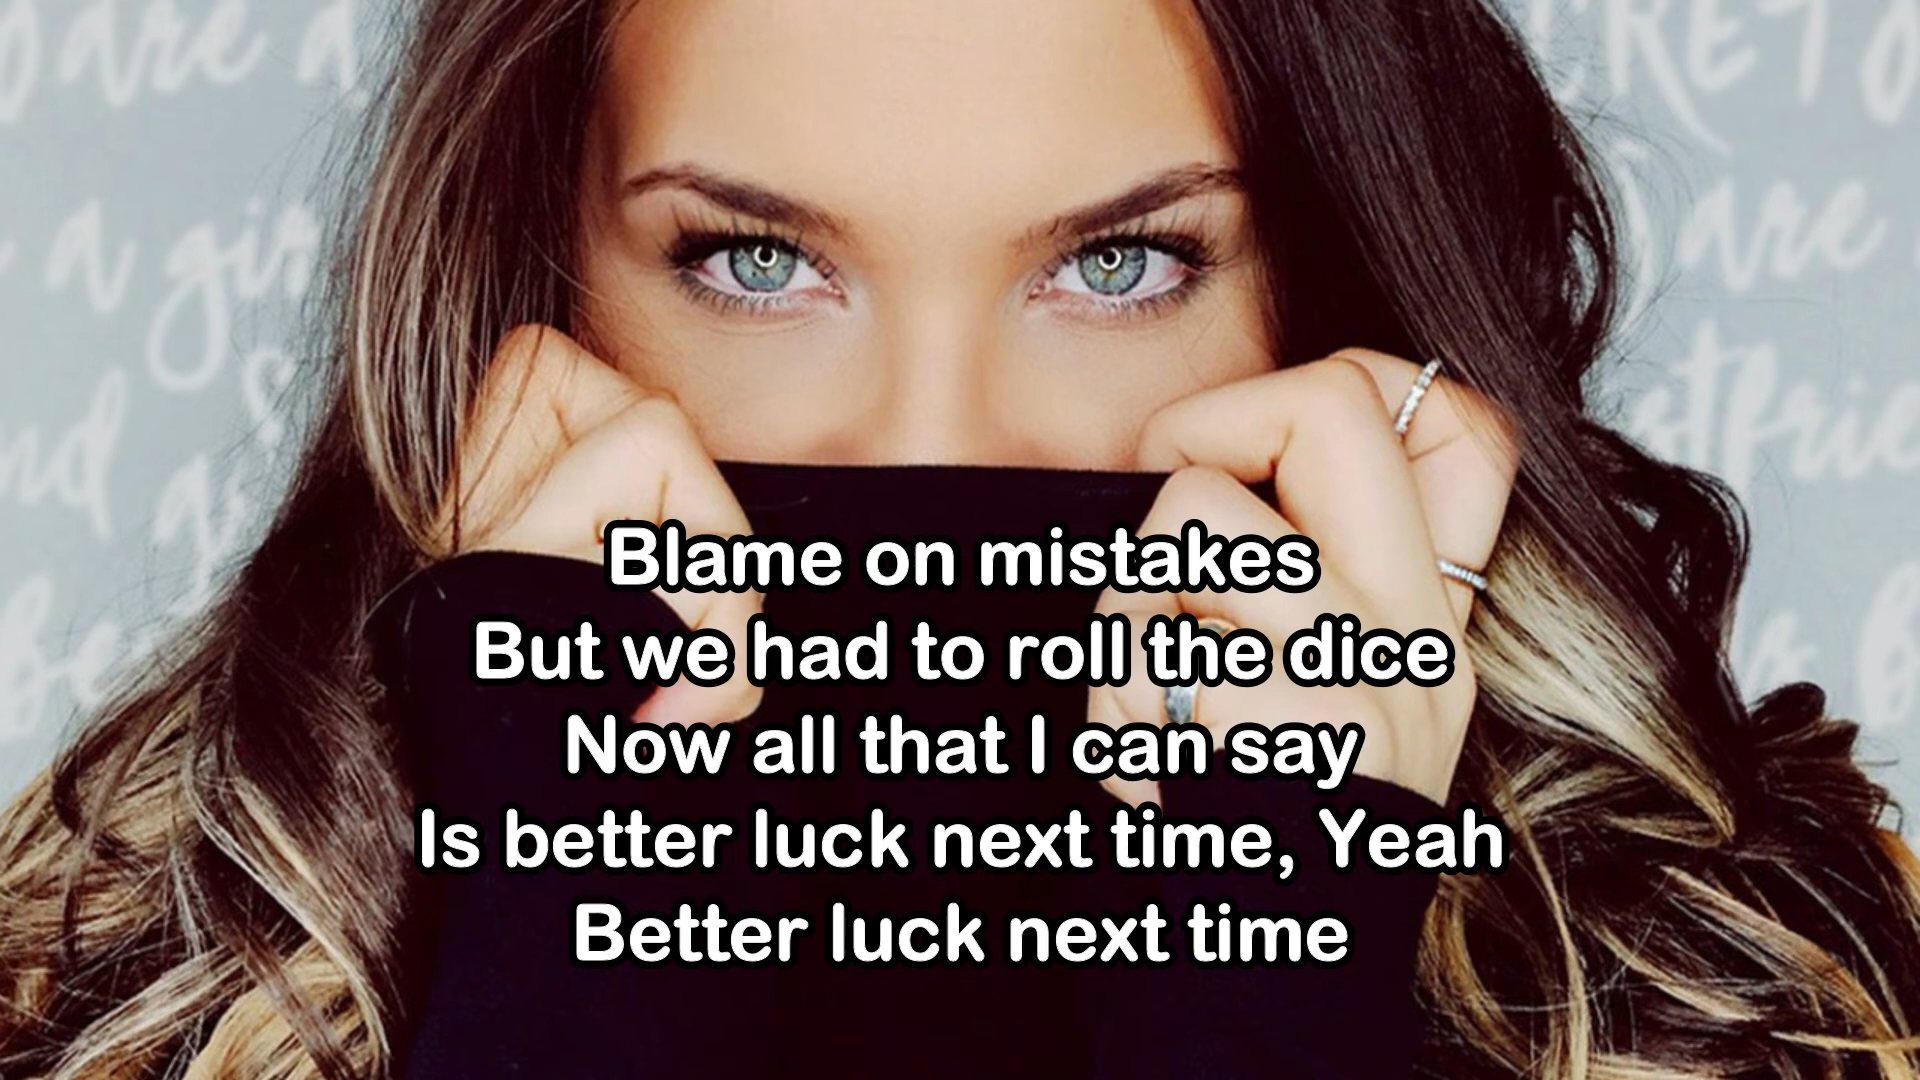 Blame on mistakes
But we had to roll the dice
Now all that I can say
Is better luck next time, Yeah
Better luck next time